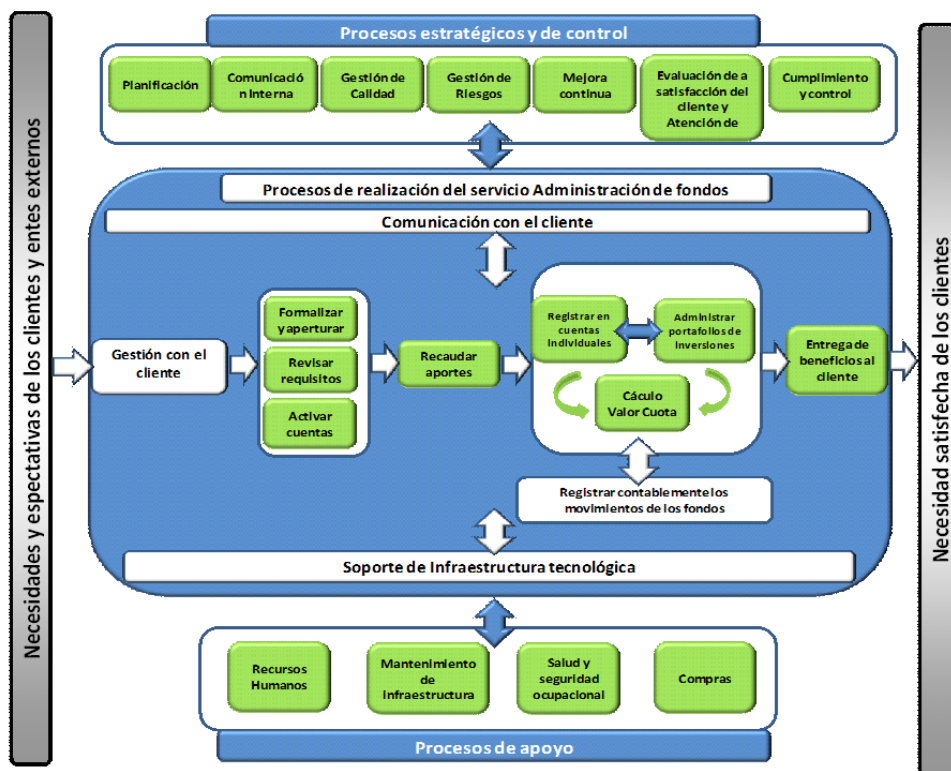 Necesidades y espectativas de los clientes y entes externos
Procesos estratégicos y de control
Planificación
Comunicació
n Interna
Gestión de
Calidad
Gestión de
Riesgos
Mejora
continua
Evaluación de a
satisfacción del
cliente y
Atención de
Cumplimiento
y control
Procesos de realización del servicio Administración de fondos
Comunicación con el cliente
Gestión con el
cliente
Formalizar
y aperturar
Revisar
requisitos
Activar
cuentas
Recaudar
aportes
Registrar en
cuentas
Individuales
Administrar
portafolios de
Inversiones
Cáculo
Valor Cuota
Entrega de
beneficios al
cliente
Registrar contablemente los
movimientos de los fondos
Soporte de Infraestructura tecnológica
Recursos
Humanos
Mantenimiento
de
Infraestructura
Salud y
seguridad
ocupacional
Compras
Procesos de apoyo
Necesidad satisfecha de los clientes